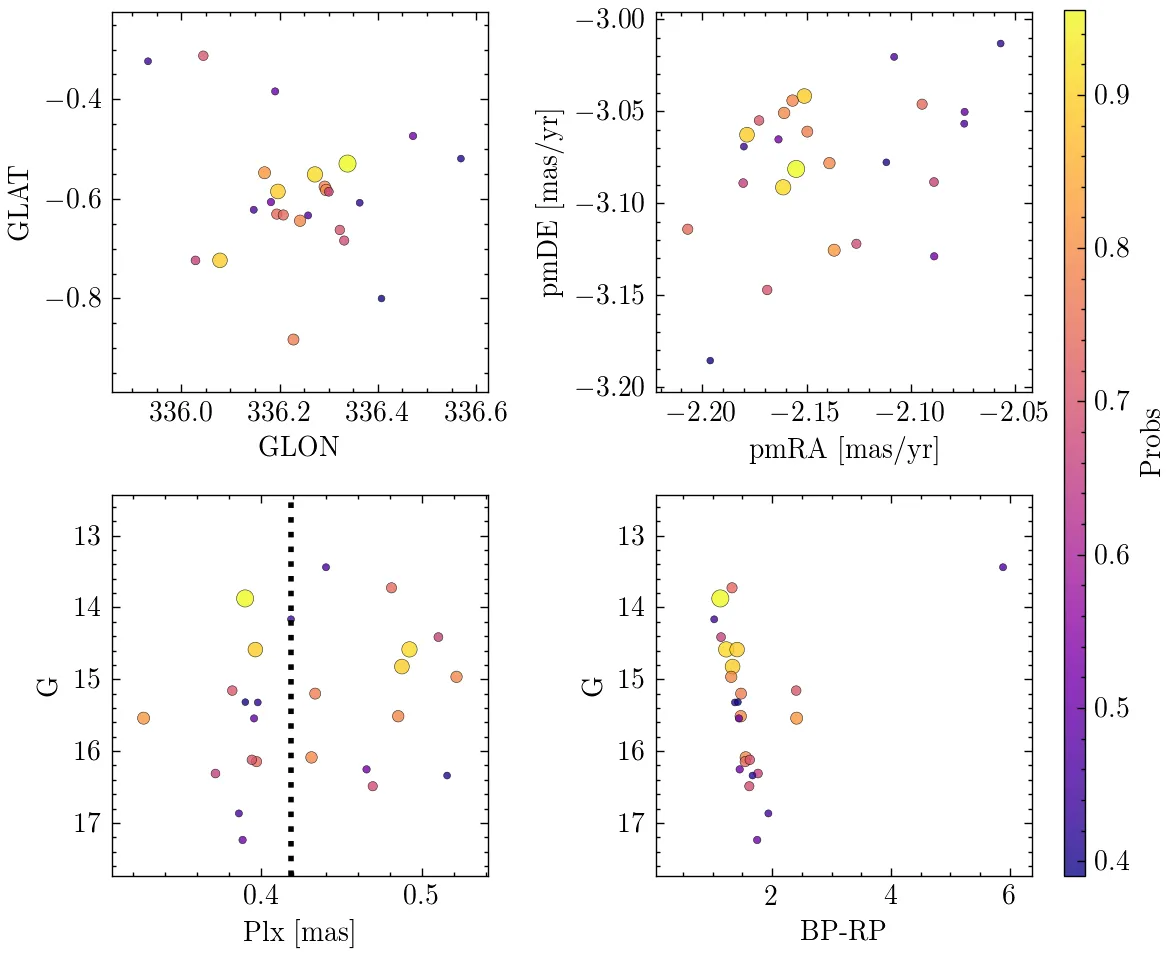 −0.4
−0.6
−0.8
GLAT
336.0 336.2 336.4 336.6
GLON
−3.00
−3.05
−3.10
−3.15
−3.20
pmDE [mas/yr]
−2.20 −2.15 −2.10 −2.05
pmRA [mas/yr]
13
14
15
16
17
G
0.4 0.5
Plx [mas]
13
14
15
16
17
G
2 4 6
BP-RP
0.9
0.8
0.7
0.6
0.5
0.4
Probs